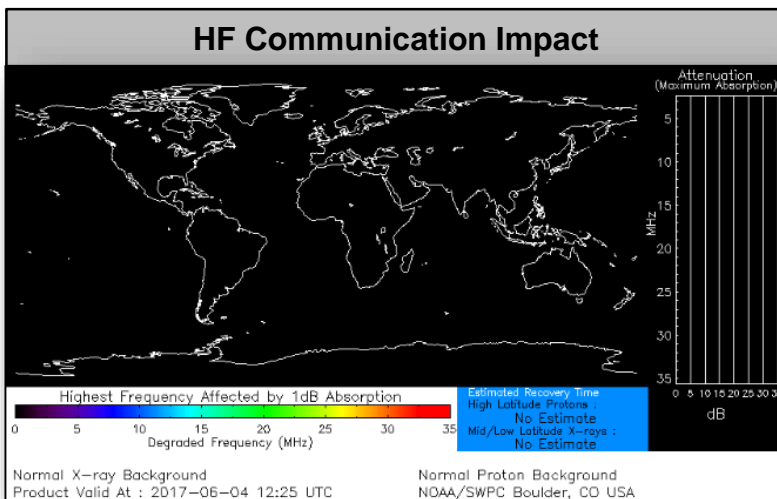 HF Communication Impact
Attenuation
(Maximum Absorption)
5
10
15
20
25
30
35
MHz
0 5 10 15 20 25 30 3
dB
Highest Frequency Affected by 1dB Absorption
0 5 10 15 20 25 30 35
Degraded Frequency (MHz)
Estimated Recovery Time
High Latitude Protons :
No Estimate
Mid/Low Latitude X-rays :
No Estimate
Normal X-ray Background
Product Valid At : 2017-06-04 12:25 UTC
Normal Proton Background
NOAA/SWPC Boulder, CO USA